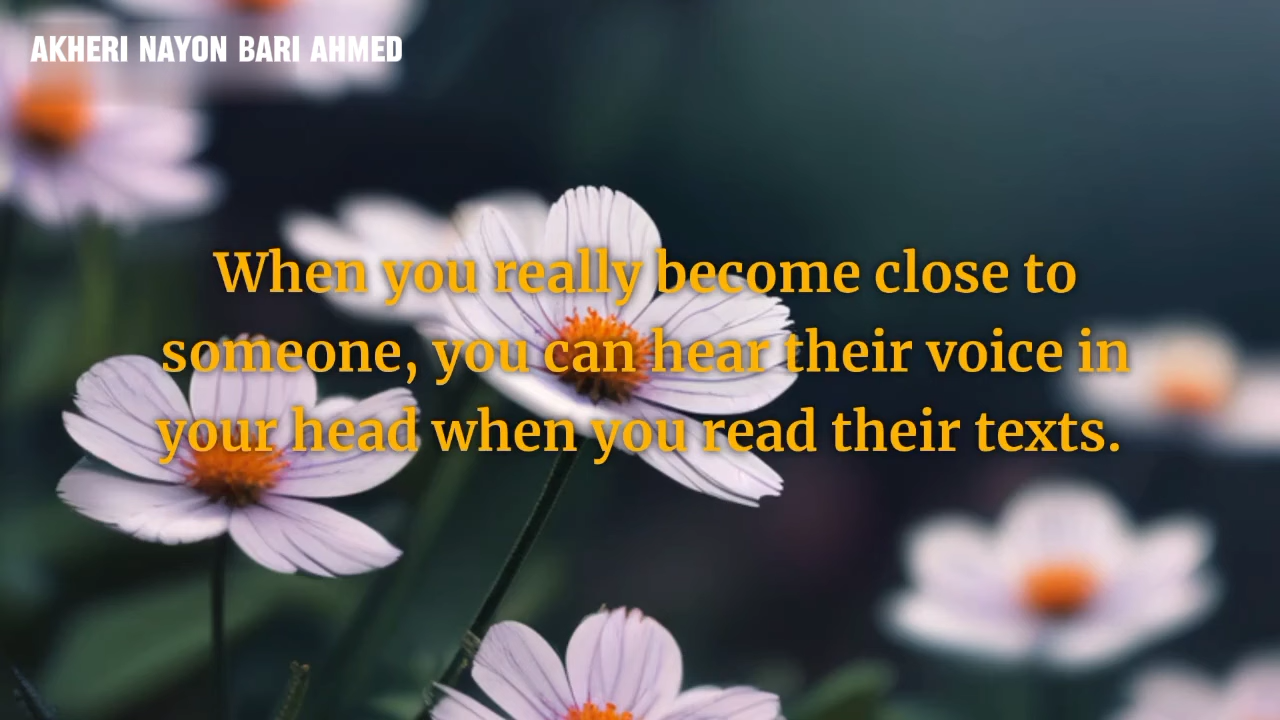 AKHERI NAYON BARI AHMED
When you really become close to
someone, you can hear their voice in
your head when you read their texts.